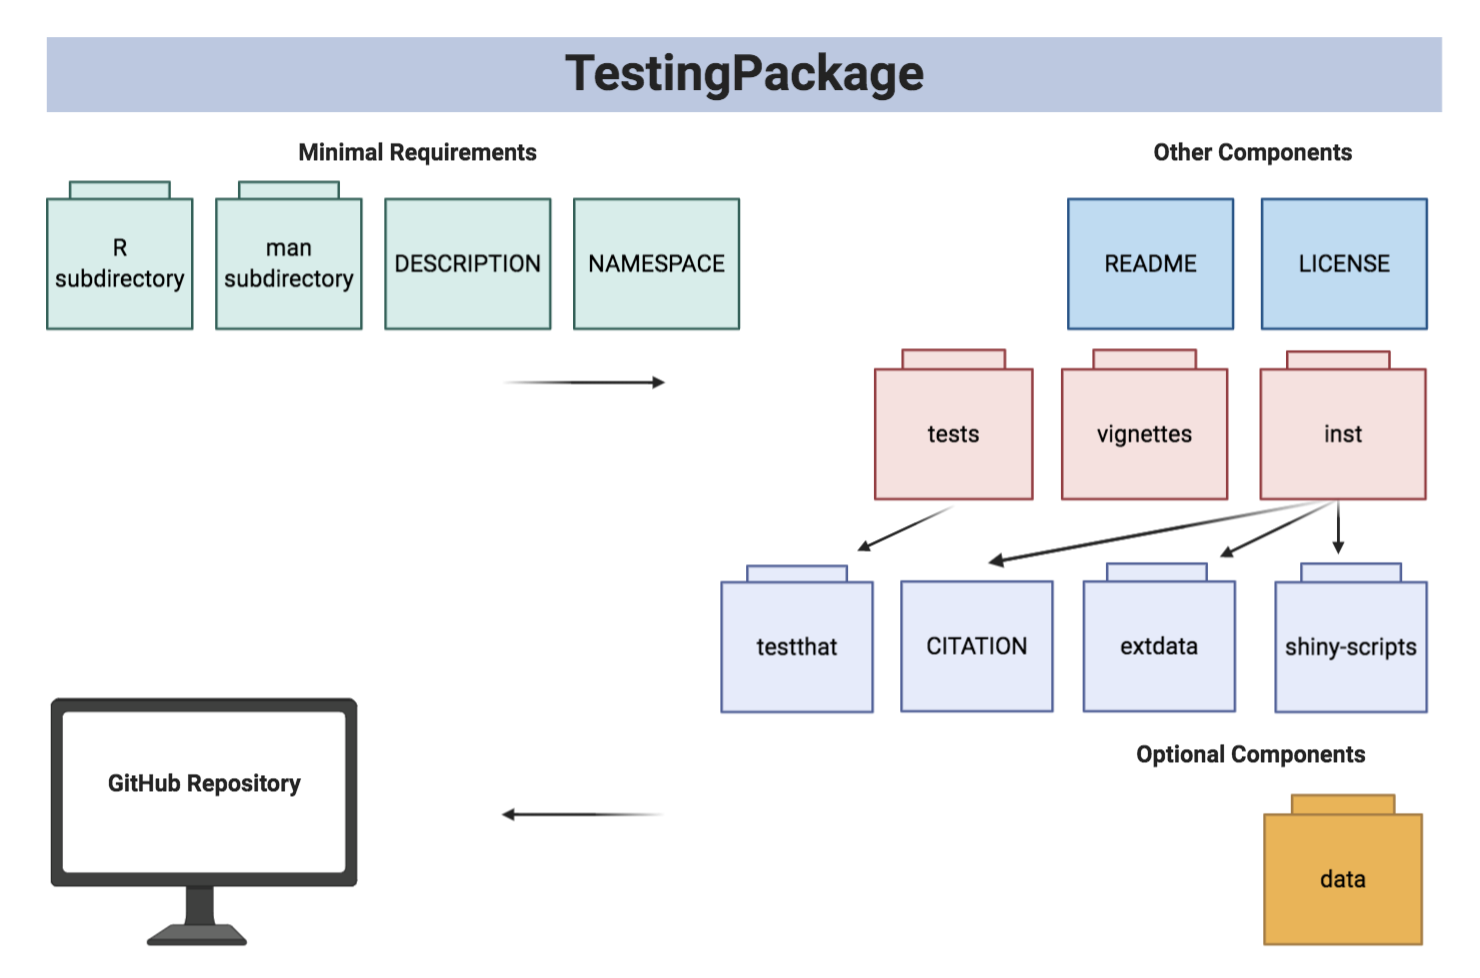 TestingPackage
Minimal Requirements
Other Components
R
subdirectory
man
subdirectory
DESCRIPTION
NAMESPACE
README
LICENSE
tests
vignettes
inst
testthat
CITATION
extdata
shiny-scripts
Optional Components
GitHub Repository
data